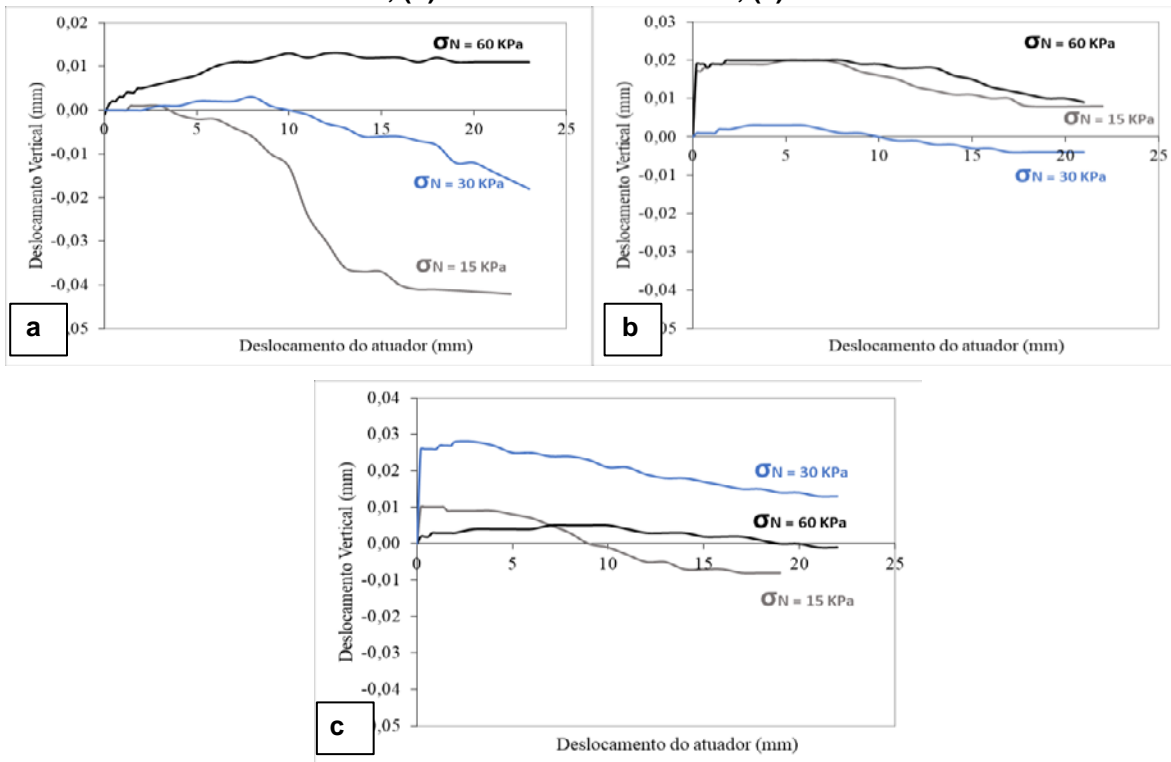 0,02
0,01
0,00
-0,01
-0,02
-0,03
-0,04
,05
0
5
10
15
20
25
σN = 60 KPa
σN = 30 KPa
σN = 15 KPa
Deslocamento Vertical (mm)
Deslocamento do atuador (mm)
a
0,03
0,02
0,01
0,00
-0,01
-0,02
-0,03
-0,04
,05
0
5
10
15
20
25
σN = 60 KPa
σN = 15 KPa
σN = 30 KPa
Deslocamento Vertical (mm)
Deslocamento do atuador (mm)
b
0,04
0,03
0,02
0,01
0,00
-0,01
-0,02
-0,03
-0,04
,05
0
5
10
15
20
25
σN = 30 KPa
σN = 60 KPa
σN = 15 KPa
Deslocamento Vertical (mm)
Deslocamento do atuador (mm)
c